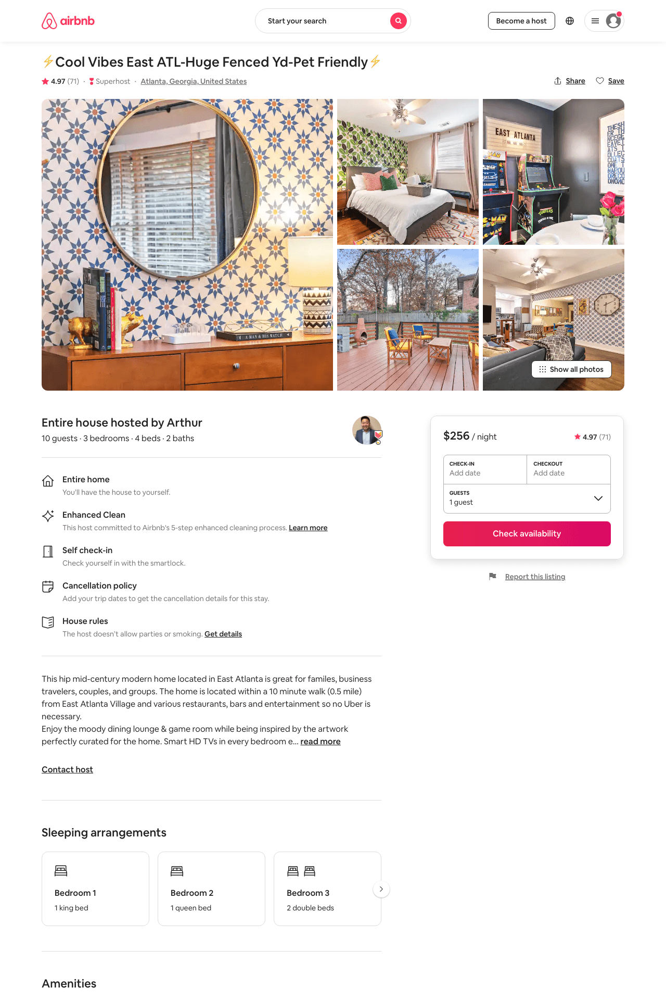 airbnb
Start your search
Become a host
⚡Cool Vibes East ATL-Huge Fenced Yd-Pet Friendly⚡
4.97 (71) · Superhost · Atlanta, Georgia, United States
Share
Save
EAST ATLANTA
NA NA NA
PAC-MAN
TURTLES
A MAN & HIS WATCH
Show all photos
Entire house hosted by Arthur
10 guests · 3 bedrooms · 4 beds · 2 baths
Entire home
You'll have the house to yourself.
Enhanced Clean
This host committed to Airbnb's 5-step enhanced cleaning process. Learn more
Self check-in
Check yourself in with the smartlock.
Cancellation policy
Add your trip dates to get the cancellation details for this stay.
House rules
The host doesn't allow parties or smoking. Get details
This hip mid-century modern home located in East Atlanta is great for familes, business
travelers, couples, and groups. The home is located within a 10 minute walk (0.5 mile)
from East Atlanta Village and various restaurants, bars and entertainment so no Uber is
necessary.
Enjoy the moody dining lounge & game room while being inspired by the artwork
perfectly curated for the home. Smart HD TVs in every bedroom e... read more
Contact host
Sleeping arrangements
Bedroom 1
1 king bed
Bedroom 2
1 queen bed
Bedroom 3
2 double beds
Amenities
$256 / night
4.97 (71)
CHECK-IN
Add date
CHECKOUT
Add date
GUESTS
1 guest
Check availability
Report this listing